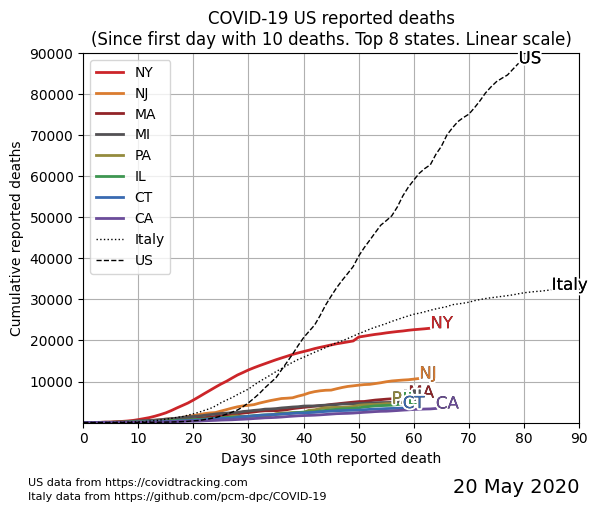 COVID-19 US reported deaths
(Since first day with 10 deaths. Top 8 states. Linear scale)
90000
80000
70000
60000
50000
40000
30000
20000
10000
Cumulative reported deaths
NY
NJ
MA
MI
PA
IL
CT
CA
Italy
US
US
Italy
NY
NJ
MA
CT
CA
0 10 20 30 40 50 60 70 80 90
Days since 10th reported death
US data from https://covidtracking.com
Italy data from https://github.com/pcm-dpc/COVID-19
20 May 2020